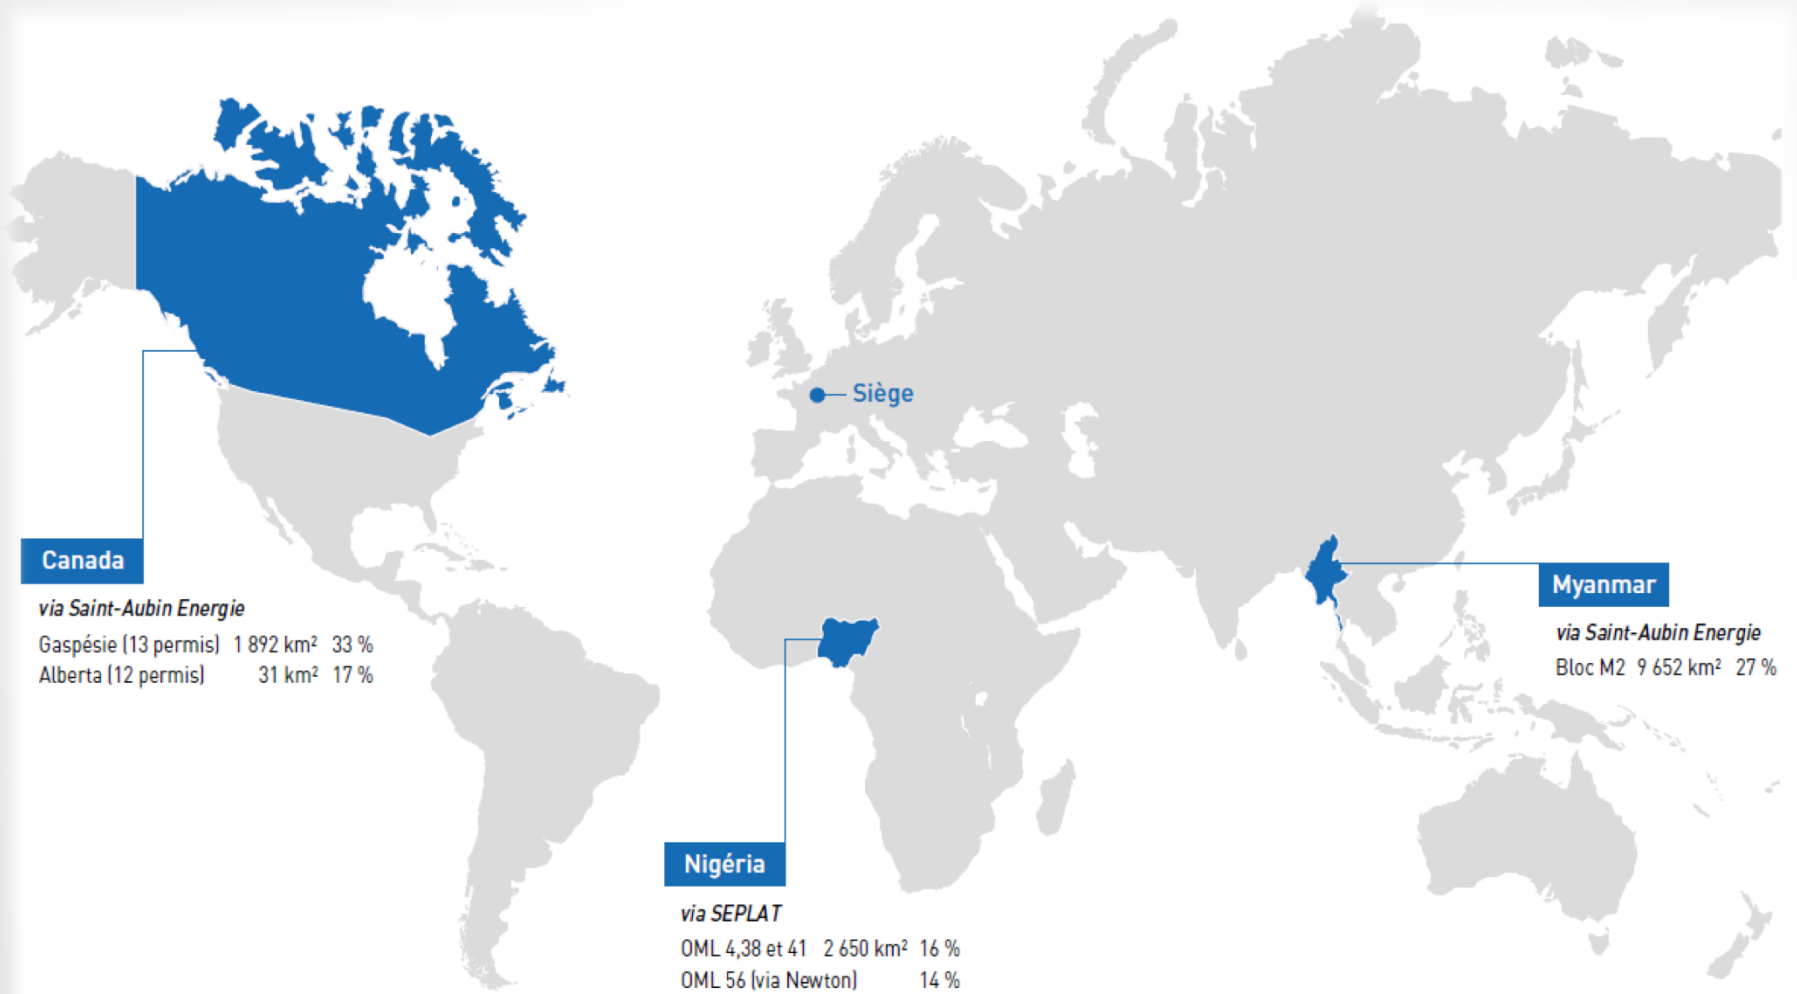 Siège
Canada
via Saint-Aubin Energie
Gaspésie (13 permis) 1 892 km² 33 %
Alberta (12 permis) 31 km² 17 %
Myanmar
via Saint-Aubin Energie
Bloc M2 9 652 km² 27 %
Nigéria
via SEPLAT
OML 4,38 et 41 2 650 km² 16 %
OML 56 (via Newton) 14 %